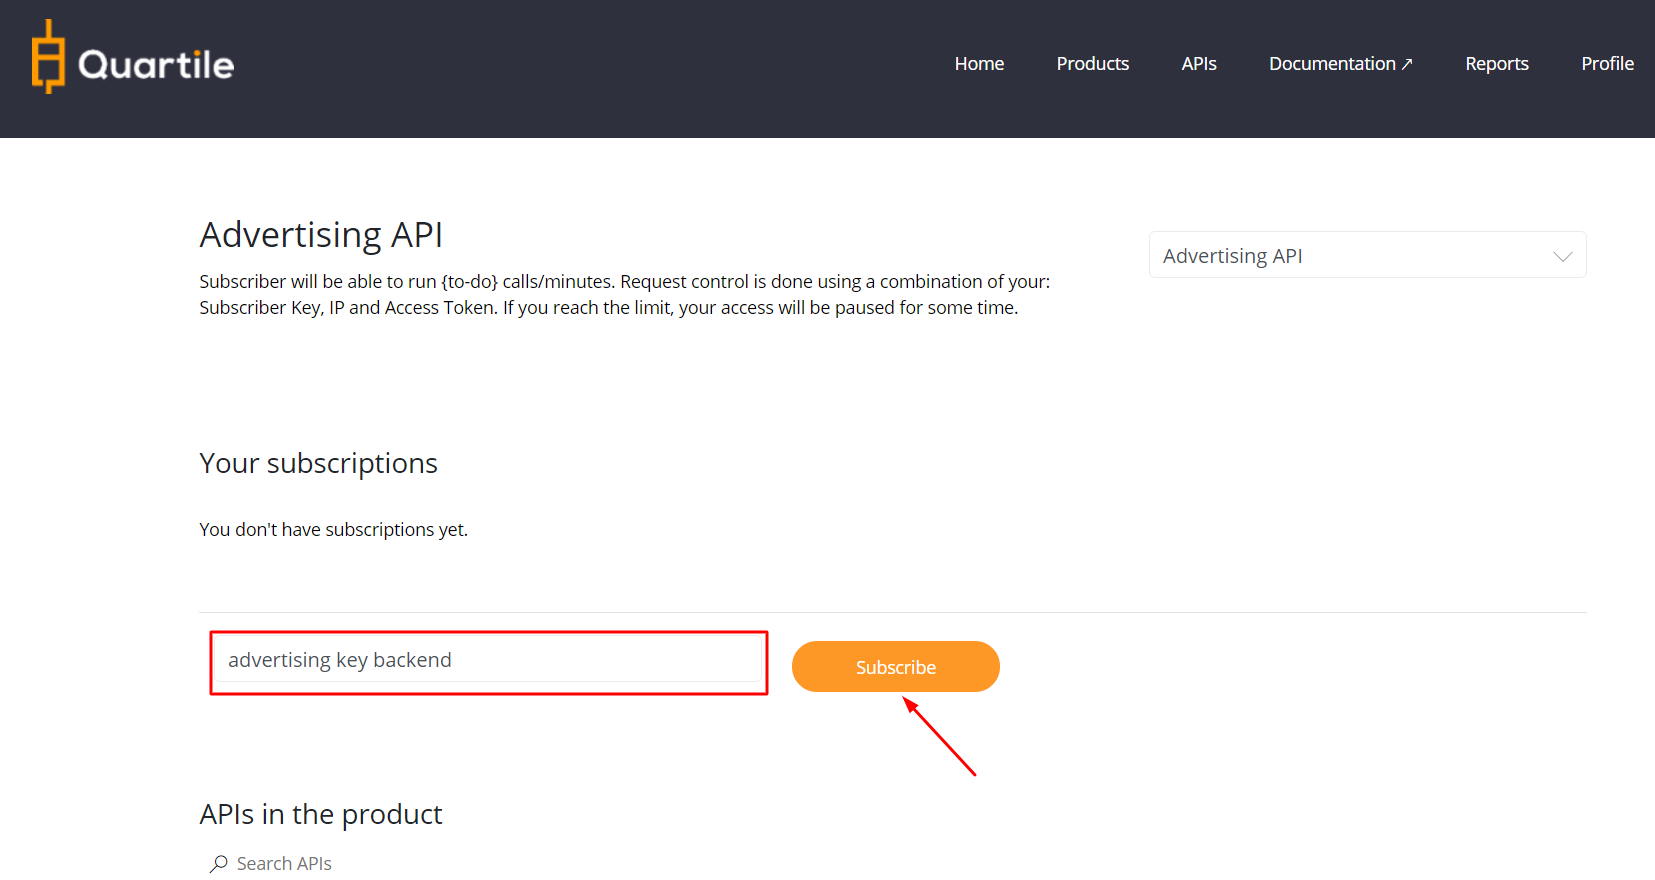 Quartile
Home
Products
APIs
Documentation ↗
Reports
Profile
Advertising API
Advertising API
Subscriber will be able to run {to-do} calls/minutes. Request control is done using a combination of your:
Subscriber Key, IP and Access Token. If you reach the limit, your access will be paused for some time.
Your subscriptions
You don't have subscriptions yet.
advertising key backend
Subscribe
APIs in the product
Search APIs